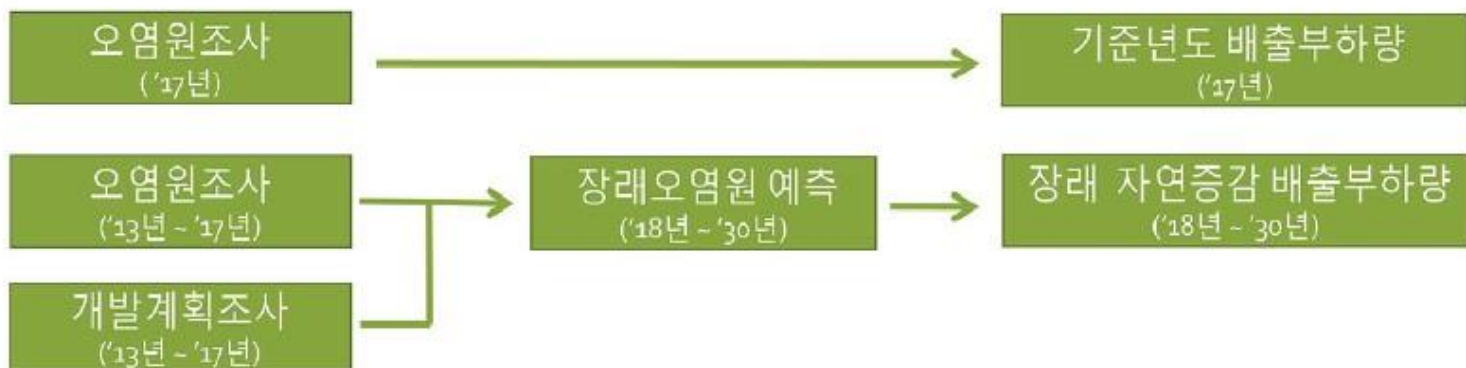 오염원조사
('17년)
기준년도 배출부하량
('17년)
오염원조사
('13년 ~ '17년)
장래오염원 예측
('18년 ~ '30년)
장래 자연증감 배출부하량
('18년 ~ '30년)
개발계획조사
('13년 ~ '17년)